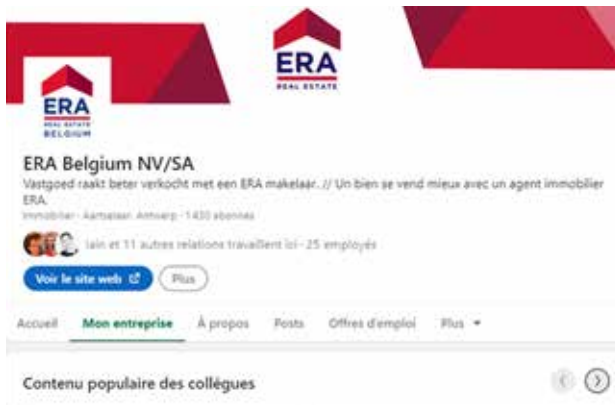 ERA
REAL ESTATE
ERA
REAL ESTATE
BELGIUM
ERA Belgium NV/SA
Vastgoed raakt beter verkocht met een ERA makelaar. // Un bien se vend mieux avec un agent immobilier
ERA.
Immobilier · Aartselaar, Antwerp · 1 430 abonnés
Iain et 11 autres relations travaillent ici · 25 employés
Voir le site web
Plus
Accueil Mon entreprise À propos Posts Offres d'emploi Plus
Contenu populaire des collègues